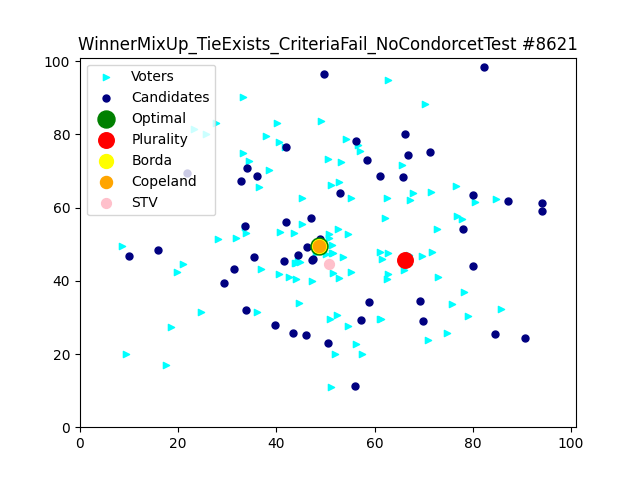 WinnerMixUp_TieExists_CriteriaFail_NoCondorcetTest #8621
100
80
60
40
20
0
Voters
Candidates
Optimal
Plurality
Borda
Copeland
STV
0 20 40 60 80 100